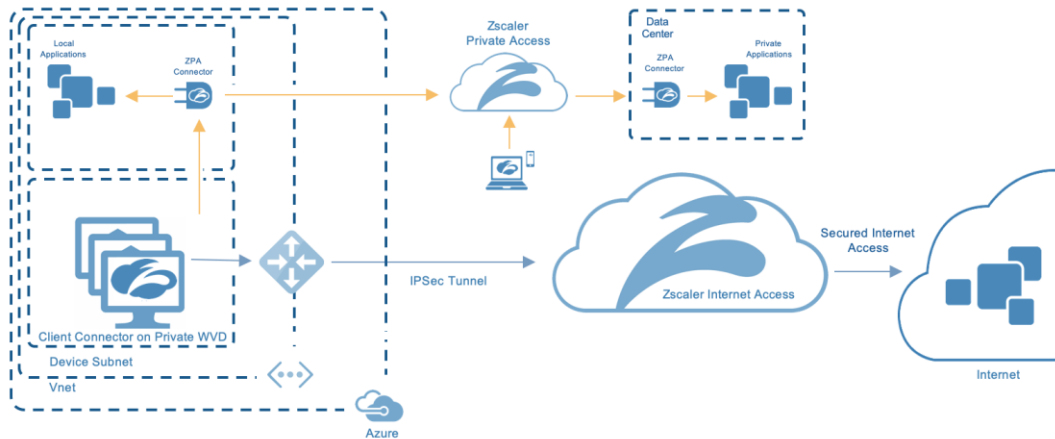 Local
Applications
ZPA
Connector
Zscaler
Private Access
Data
Center
ZPA
Connector
Private
Applications
Client Connector on Private WVD
Device Subnet
Vnet
Azure
IPSec Tunnel
Zscaler Internet Access
Secured Internet
Access
Internet